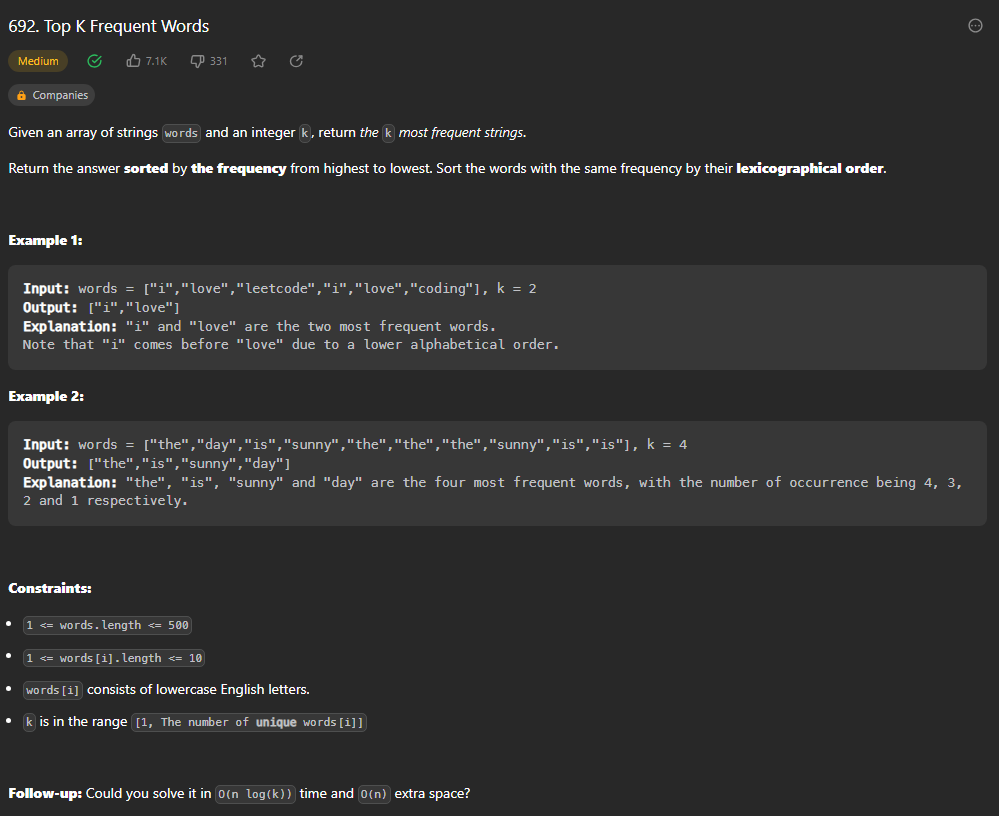 692. Top K Frequent Words
Medium 7.1K 331
Companies
Given an array of strings words and an integer k, return the k most frequent strings.
Return the answer sorted by the frequency from highest to lowest. Sort the words with the same frequency by their lexicographical order.
Example 1:
Input: words = ["i","love","leetcode","i","love","coding"], k = 2
Output: ["i","love"]
Explanation: "i" and "love" are the two most frequent words.
Note that "i" comes before "love" due to a lower alphabetical order.
Example 2:
Input: words = ["the","day","is","sunny","the","the","the","sunny","is","is"], k = 4
Output: ["the","is","sunny","day"]
Explanation: "the", "is", "sunny" and "day" are the four most frequent words, with the number of occurrence being 4, 3,
2 and 1 respectively.
Constraints:
• 1 <= words.length <= 500
• 1 <= words[i].length <= 10
• words[i] consists of lowercase English letters.
• k is in the range [1, The number of unique words[i]]
Follow-up: Could you solve it in O(n log(k)) time and O(n) extra space?